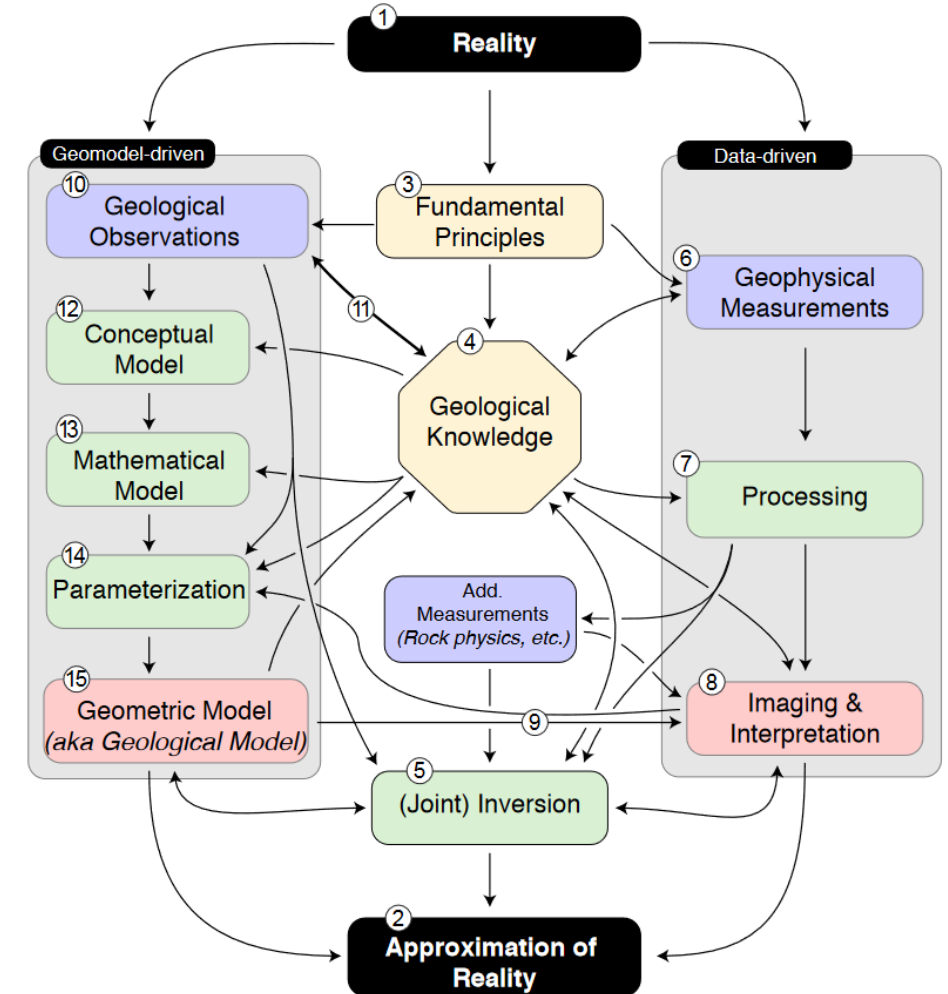 1
Reality
Geomodel-driven
Data-driven
10
Geological
Observations
3
Fundamental
Principles
6
Geophysical
Measurements
11
12
Conceptual
Model
4
Geological
Knowledge
13
Mathematical
Model
7
Processing
14
Parameterization
Add.
Measurements
(Rock physics, etc.)
15
Geometric Model
(aka Geological Model)
9
8
Imaging &
Interpretation
5
(Joint) Inversion
2
Approximation of
Reality